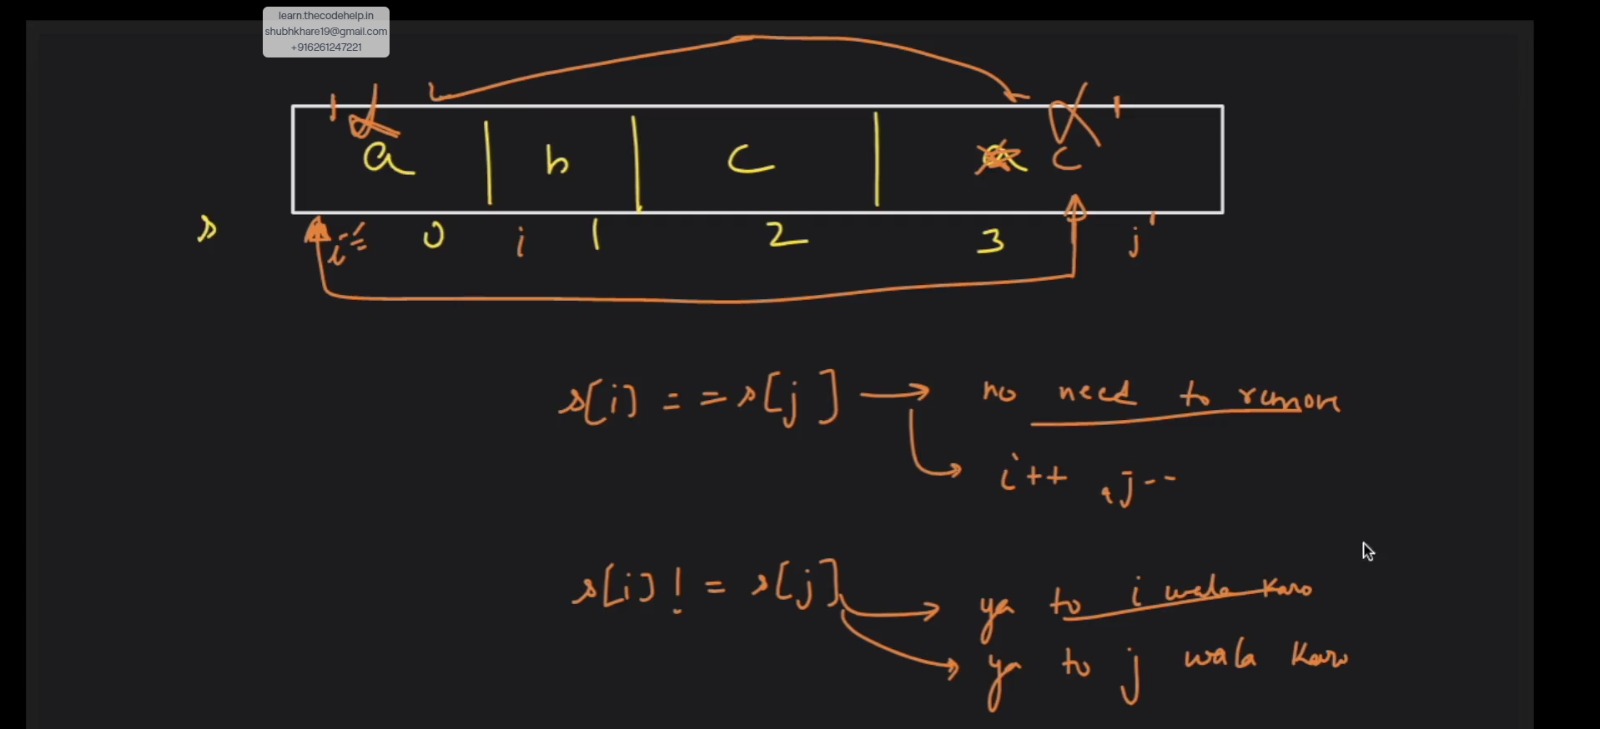 learn.thecodehelp.in
shubhkhare19@gmail.com
+916261247221
a b c a c
s i 0 i 1 2 3 j
s[i] == s[j] → no need to remove
i++ , j--
s[i] != s[j] → ya to i wala karo
ya to j wala karo